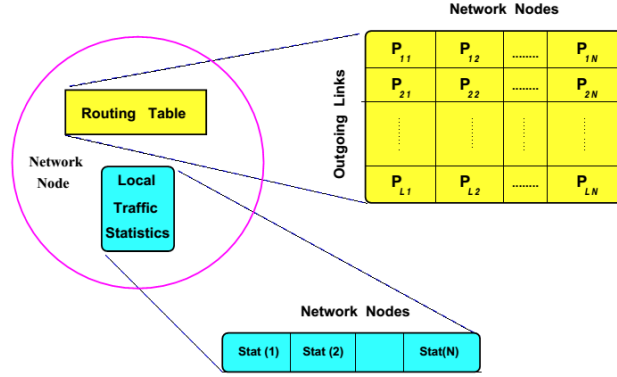 Network Nodes
Outgoing Links
P11 P12 ........ P1N
P21 P22 ........ P2N
........ ........ ........ ........
PL1 PL2 ........ PLN
Routing Table
Network
Node
Local
Traffic
Statistics
Network Nodes
Stat (1) Stat (2) Stat(N)